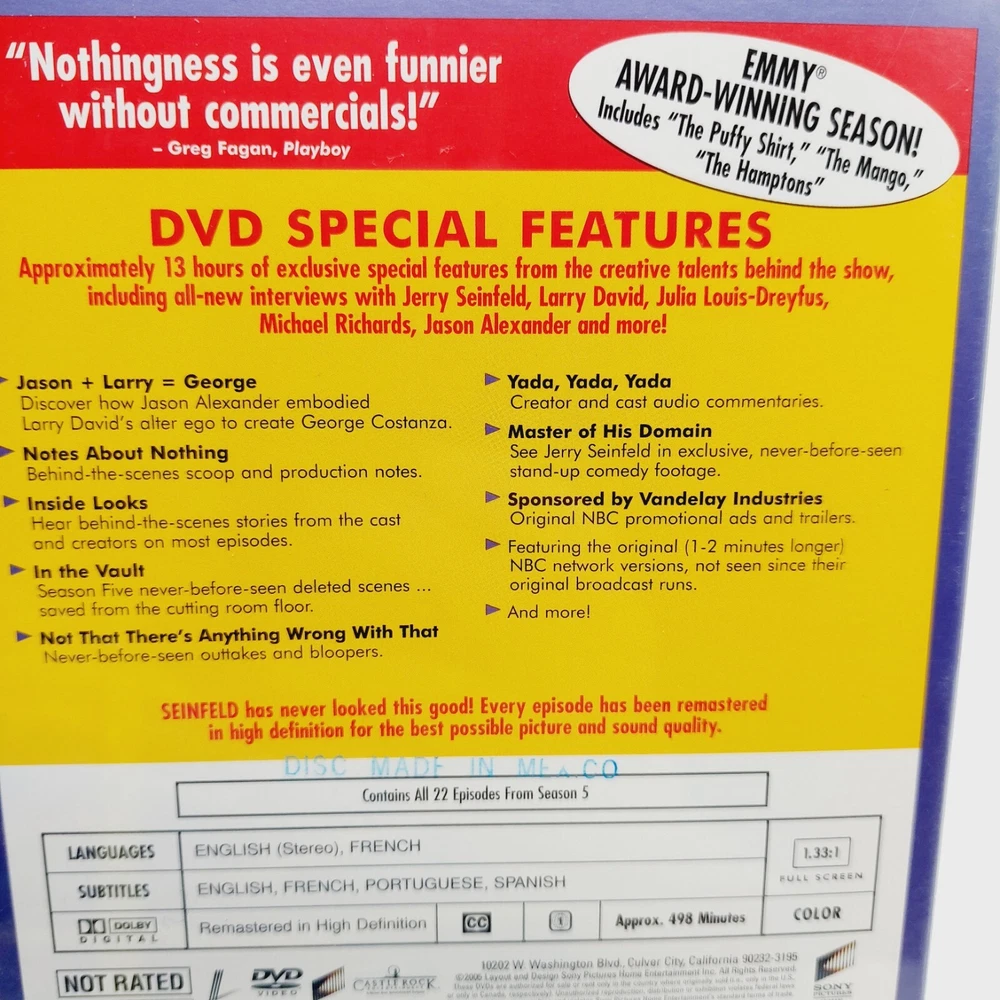 “Nothingness is even funnier
without commercials!”
– Greg Fagan, Playboy
EMMY®
AWARD-WINNING SEASON!
Includes “The Puffy Shirt,” “The Mango,”
“The Hamptons”
DVD SPECIAL FEATURES
Approximately 13 hours of exclusive special features from the creative talents behind the show,
including all-new interviews with Jerry Seinfeld, Larry David, Julia Louis-Dreyfus,
Michael Richards, Jason Alexander and more!
Jason + Larry = George
Discover how Jason Alexander embodied
Larry David's alter ego to create George Costanza.
Notes About Nothing
Behind-the-scenes scoop and production notes.
Inside Looks
Hear behind-the-scenes stories from the cast
and creators on most episodes.
In the Vault
Season Five never-before-seen deleted scenes ...
saved from the cutting room floor.
Not That There's Anything Wrong With That
Never-before-seen outtakes and bloopers.
Yada, Yada, Yada
Creator and cast audio commentaries.
Master of His Domain
See Jerry Seinfeld in exclusive, never-before-seen
stand-up comedy footage.
Sponsored by Vandelay Industries
Original NBC promotional ads and trailers.
Featuring the original (1-2 minutes longer)
NBC network versions, not seen since their
original broadcast runs.
And more!
SEINFELD has never looked this good! Every episode has been remastered
in high definition for the best possible picture and sound quality.
DISC MADE IN MEXICO
Contains All 22 Episodes From Season 5
LANGUAGES ENGLISH (Stereo), FRENCH
1.33:1
FULL SCREEN
SUBTITLES ENGLISH, FRENCH, PORTUGUESE, SPANISH
DOLBY
DIGITAL
Remastered in High Definition
CC
i
Approx. 498 Minutes
COLOR
NOT RATED
DVD
VIDEO
CASTLE ROCK
10202 W. Washington Blvd., Culver City, California 90232-3195
©2005 Layout and Design Sony Pictures Home Entertainment Inc. All Rights Reserved.
SONY
PICTURES